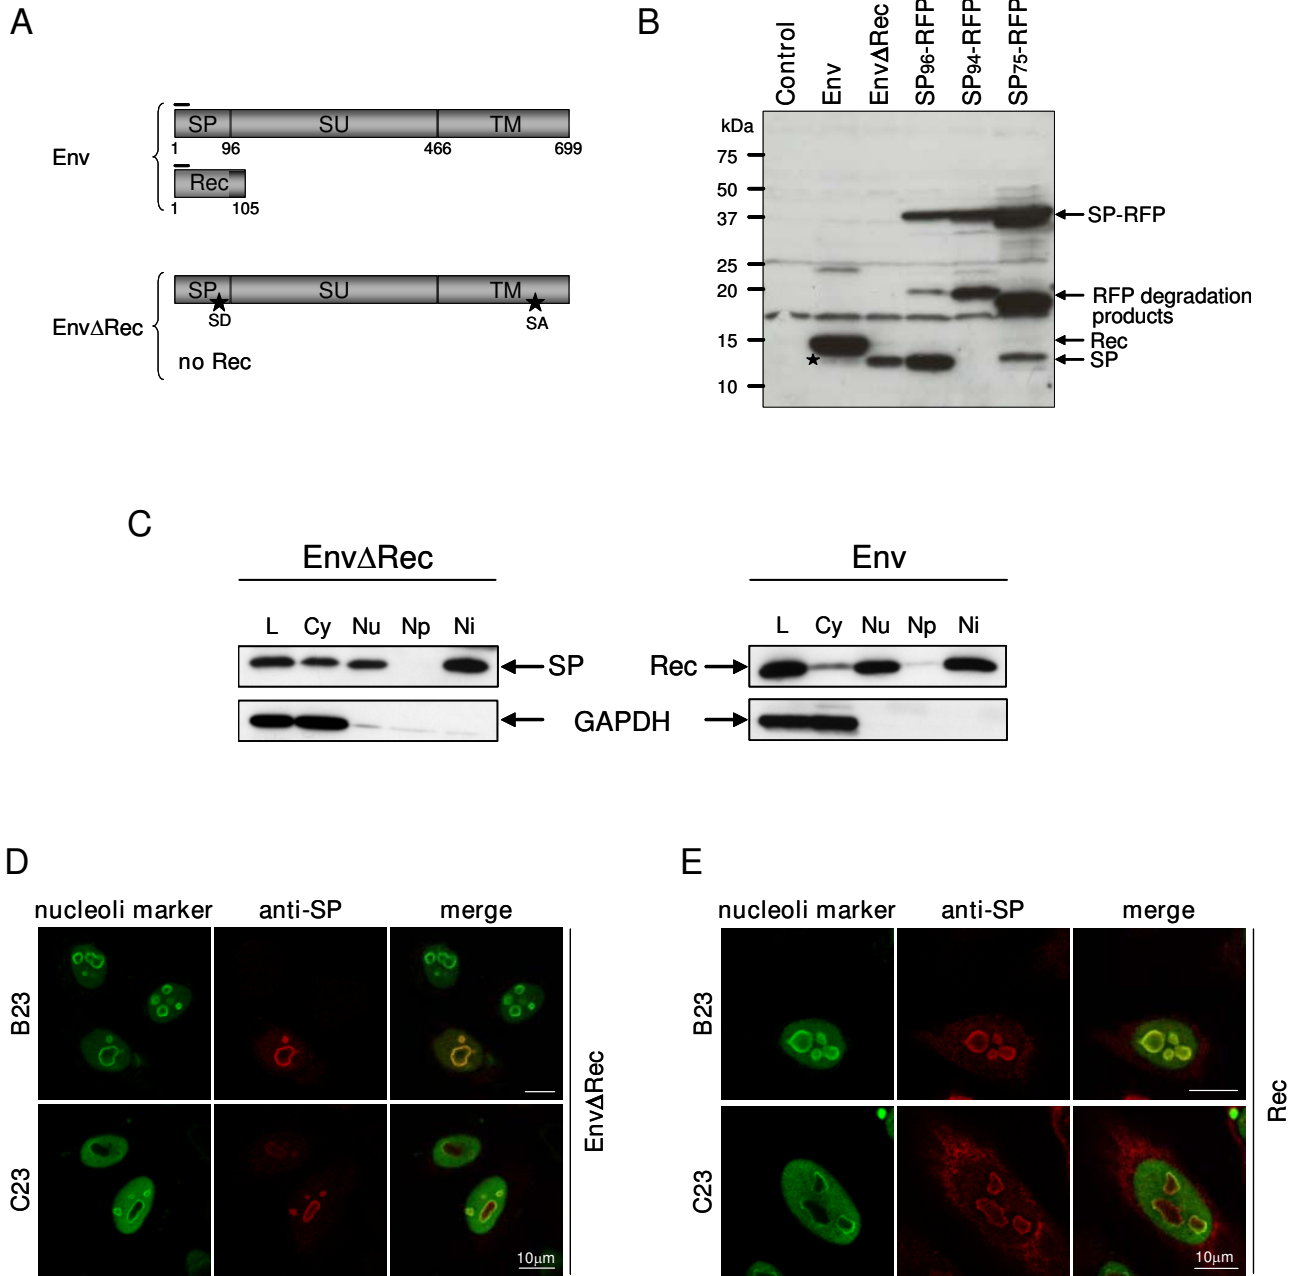 A
Env
SP SU TM
1 96 466 699
Rec
1 105
EnvΔRec
SP SU TM
SD SA
no Rec
B
Control
Env
EnvΔRec
SP96-RFP
SP94-RFP
SP75-RFP
kDa
75
50
37
25
20
15
10
SP-RFP
RFP degradation
products
Rec
SP
C
EnvΔRec
L Cy Nu Np Ni
Env
L Cy Nu Np Ni
SP
Rec
GAPDH
D
nucleoli marker anti-SP merge
B23
C23
EnvΔRec
10μm
E
nucleoli marker anti-SP merge
B23
C23
Rec
10μm